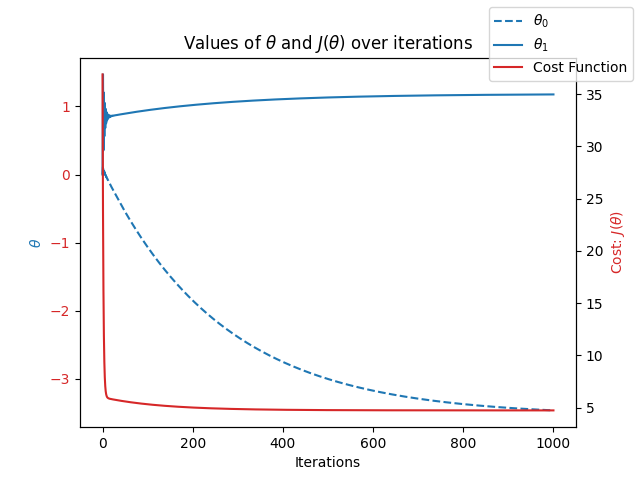 Values of θ and J(θ) over iterations
θ₀
θ₁
Cost Function
1
0
−1
−2
−3
θ
35
30
25
20
15
10
5
Cost: J(θ)
0 200 400 600 800 1000
Iterations